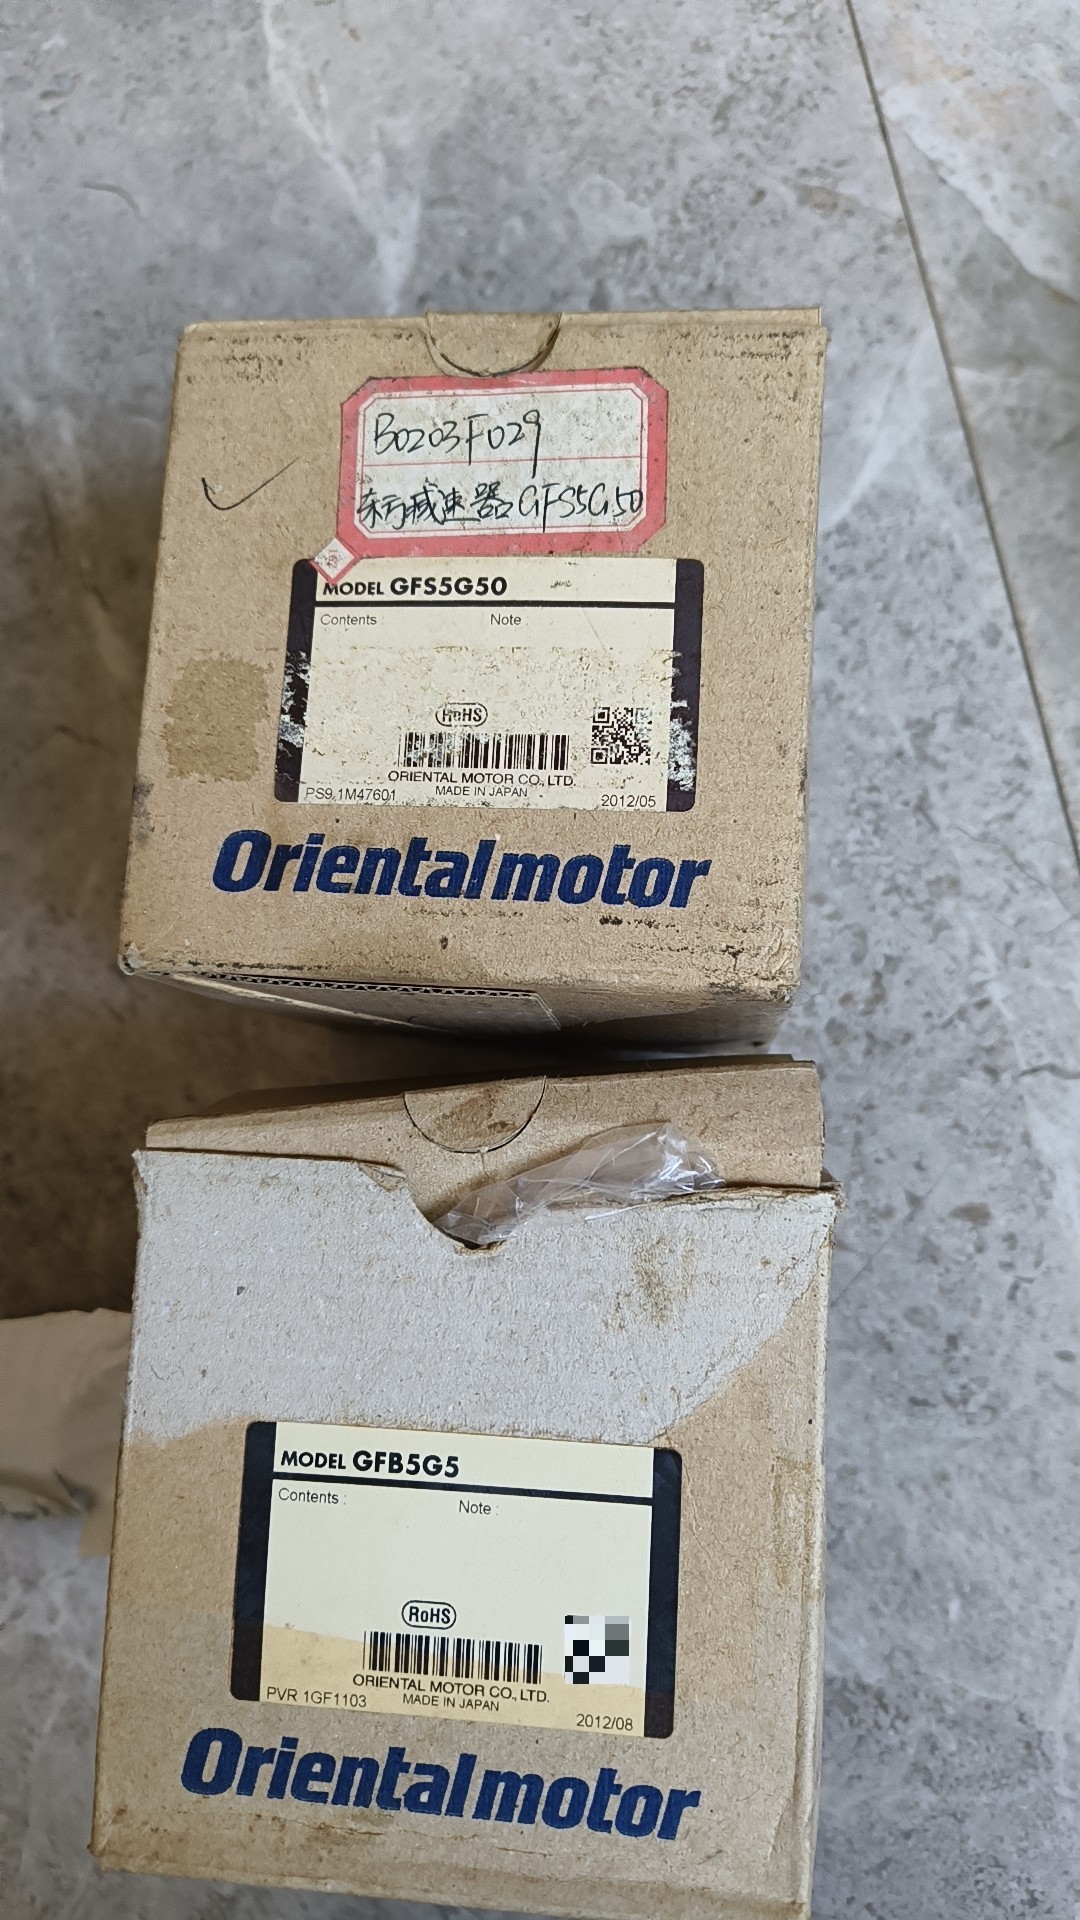 B0203F029
减速器GFS5G50
MODEL GFS5G50
Contents :
Note
RoHS
ORIENTAL MOTOR CO., LTD.
MADE IN JAPAN
PS9 1M47601
2012/05
Orientalmotor
MODEL GFB5G5
Contents :
Note :
RoHS
ORIENTAL MOTOR CO., LTD.
PVR 1GF1103
MADE IN JAPAN
2012/08
Orientalmotor